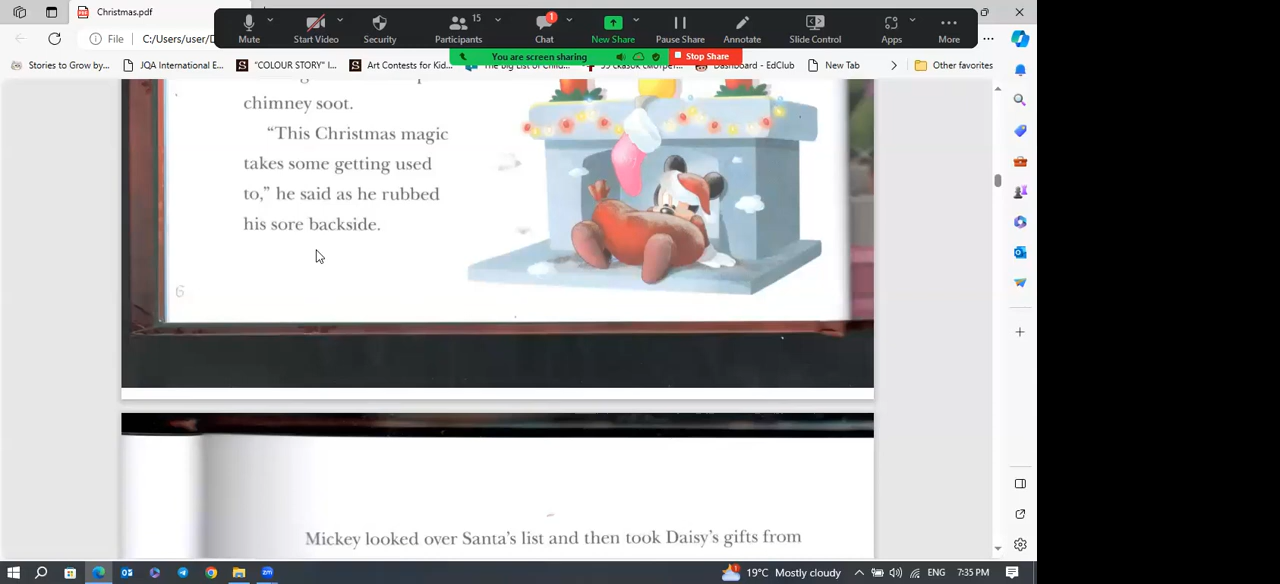 Christmas.pdf
15
1
Mute
Start Video
Security
Participants
Chat
New Share
Pause Share
Annotate
Slide Control
Apps
More
File
C:/Users/user/D
You are screen sharing
Stop Share
Stories to Grow by...
JQA International E...
"COLOUR STORY" I...
Art Contests for Kid...
Dashboard - EdClub
New Tab
Other favorites
chimney soot.
“This Christmas magic
takes some getting used
to,” he said as he rubbed
his sore backside.
6
Mickey looked over Santa’s list and then took Daisy’s gifts from
19°C Mostly cloudy
ENG
7:35 PM